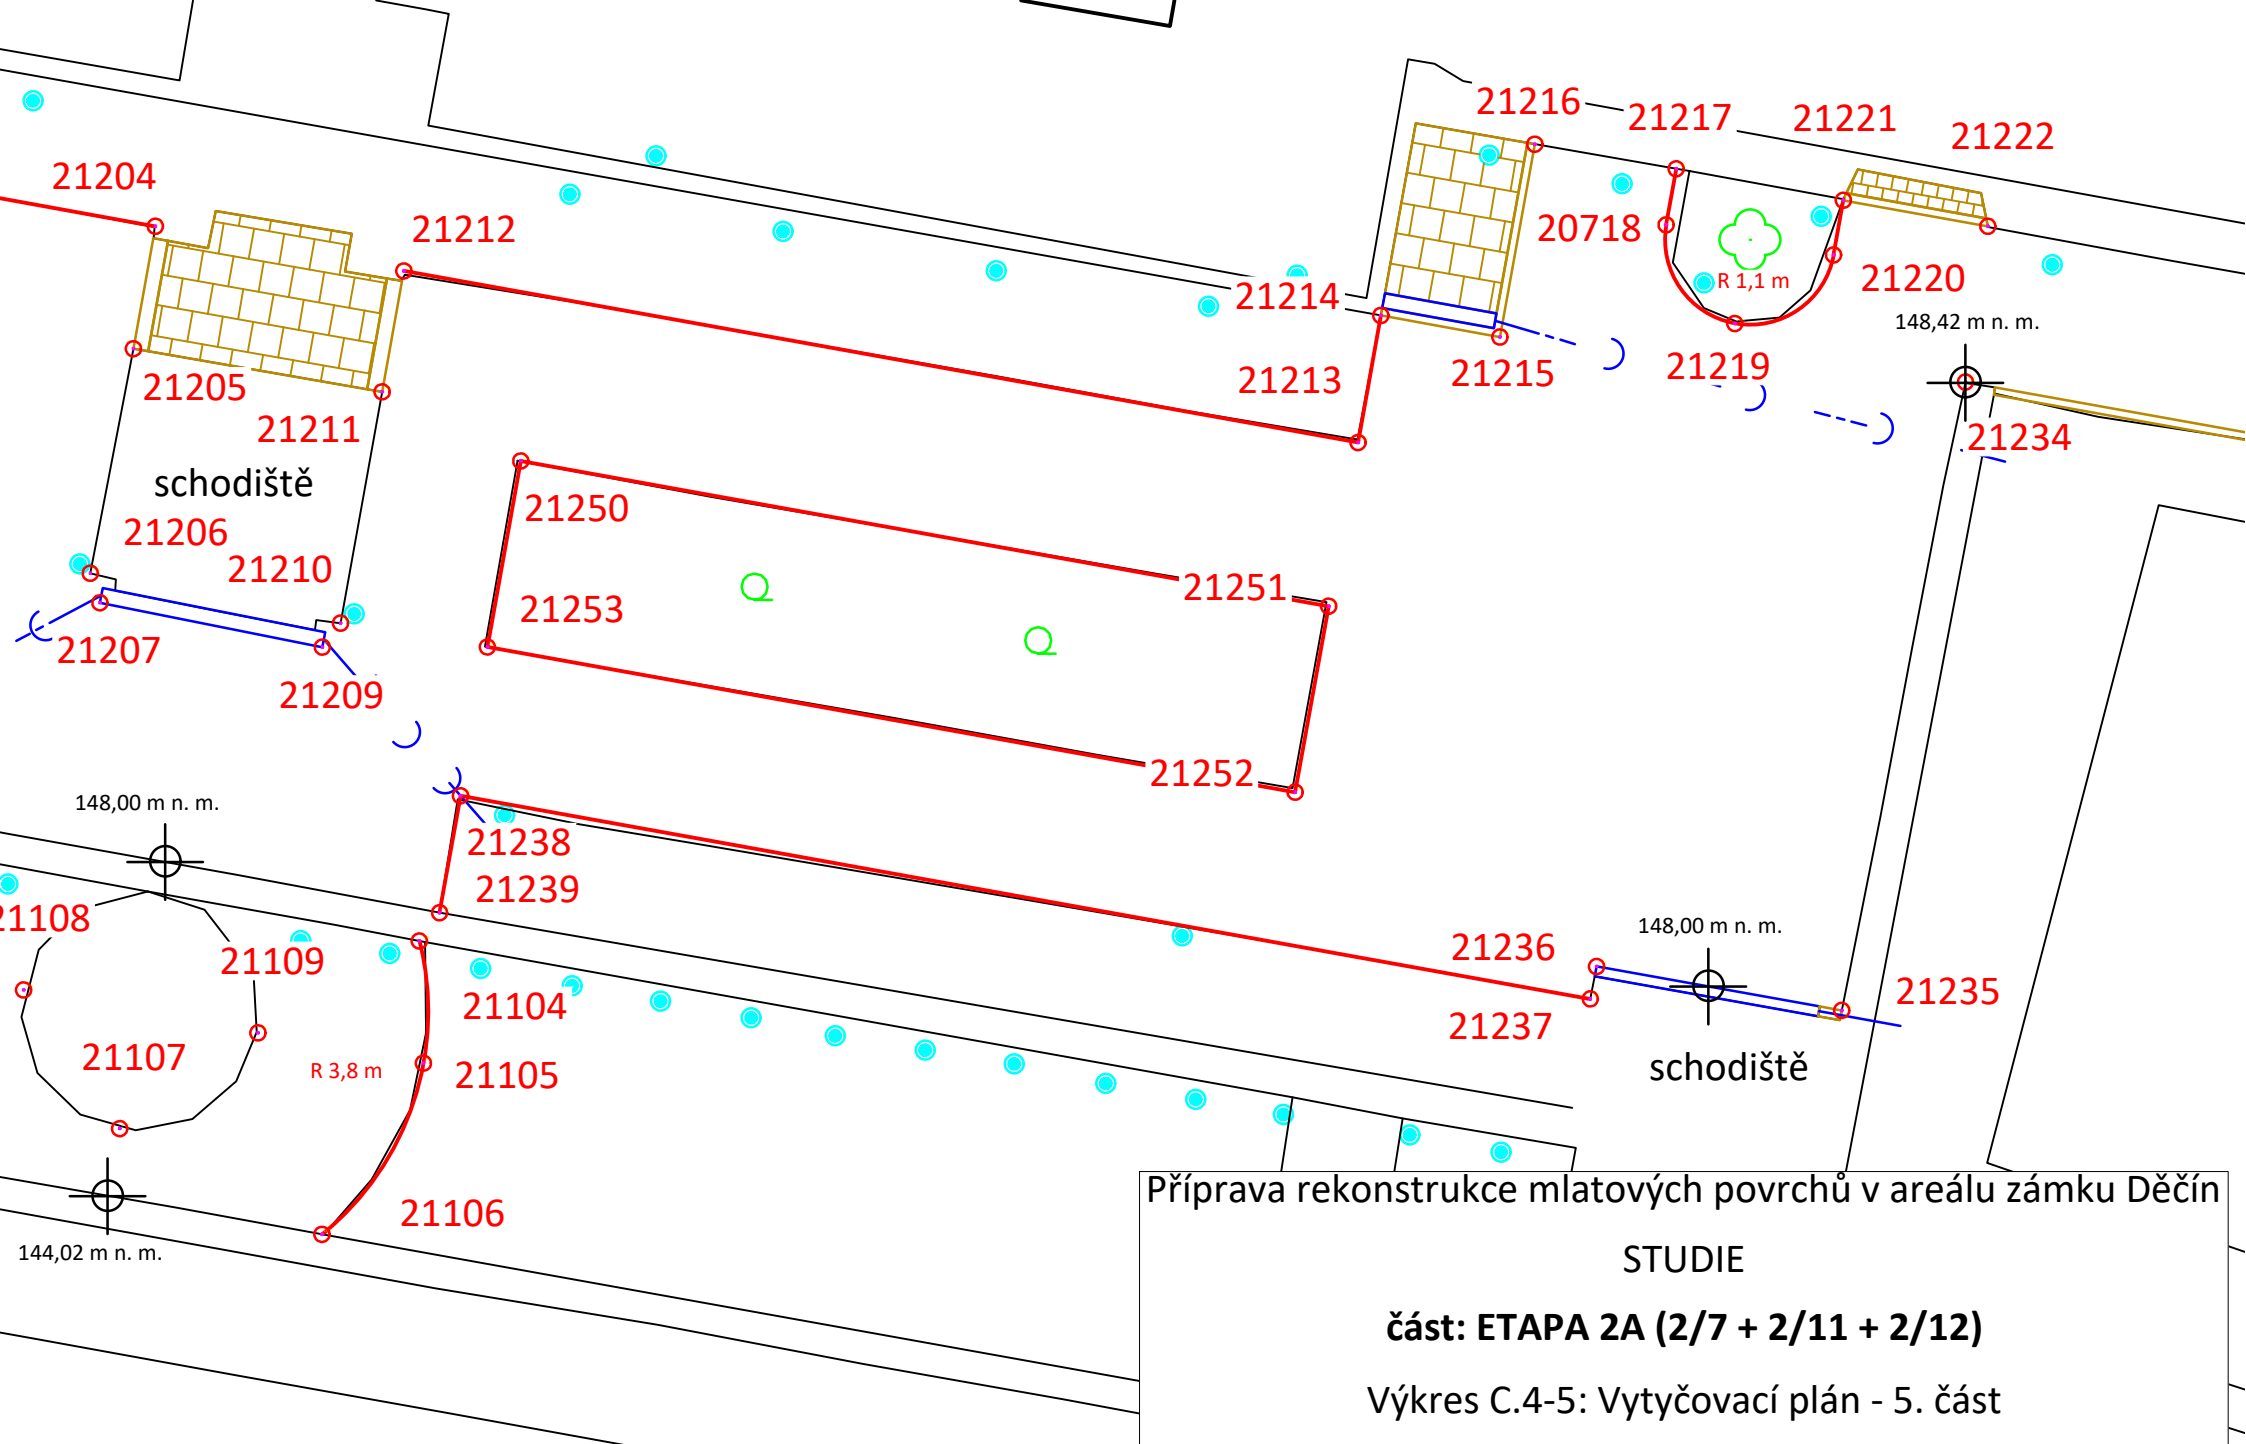 21216
21217
21221
21222
21204
21212
20718
21220
R 1,1 m
21214
148,42 m n. m.
21213
21215
21219
21205
21211
21234
schodiště
21250
21206
21210
21251
21253
21207
21209
21252
148,00 m n. m.
21238
21239
21108
21109
21236
148,00 m n. m.
21235
21104
21237
21107
R 3,8 m
21105
schodiště
21106
144,02 m n. m.
Příprava rekonstrukce mlatových povrchů v areálu zámku Děčín
STUDIE
část: ETAPA 2A (2/7 + 2/11 + 2/12)
Výkres C.4-5: Vytyčovací plán - 5. část